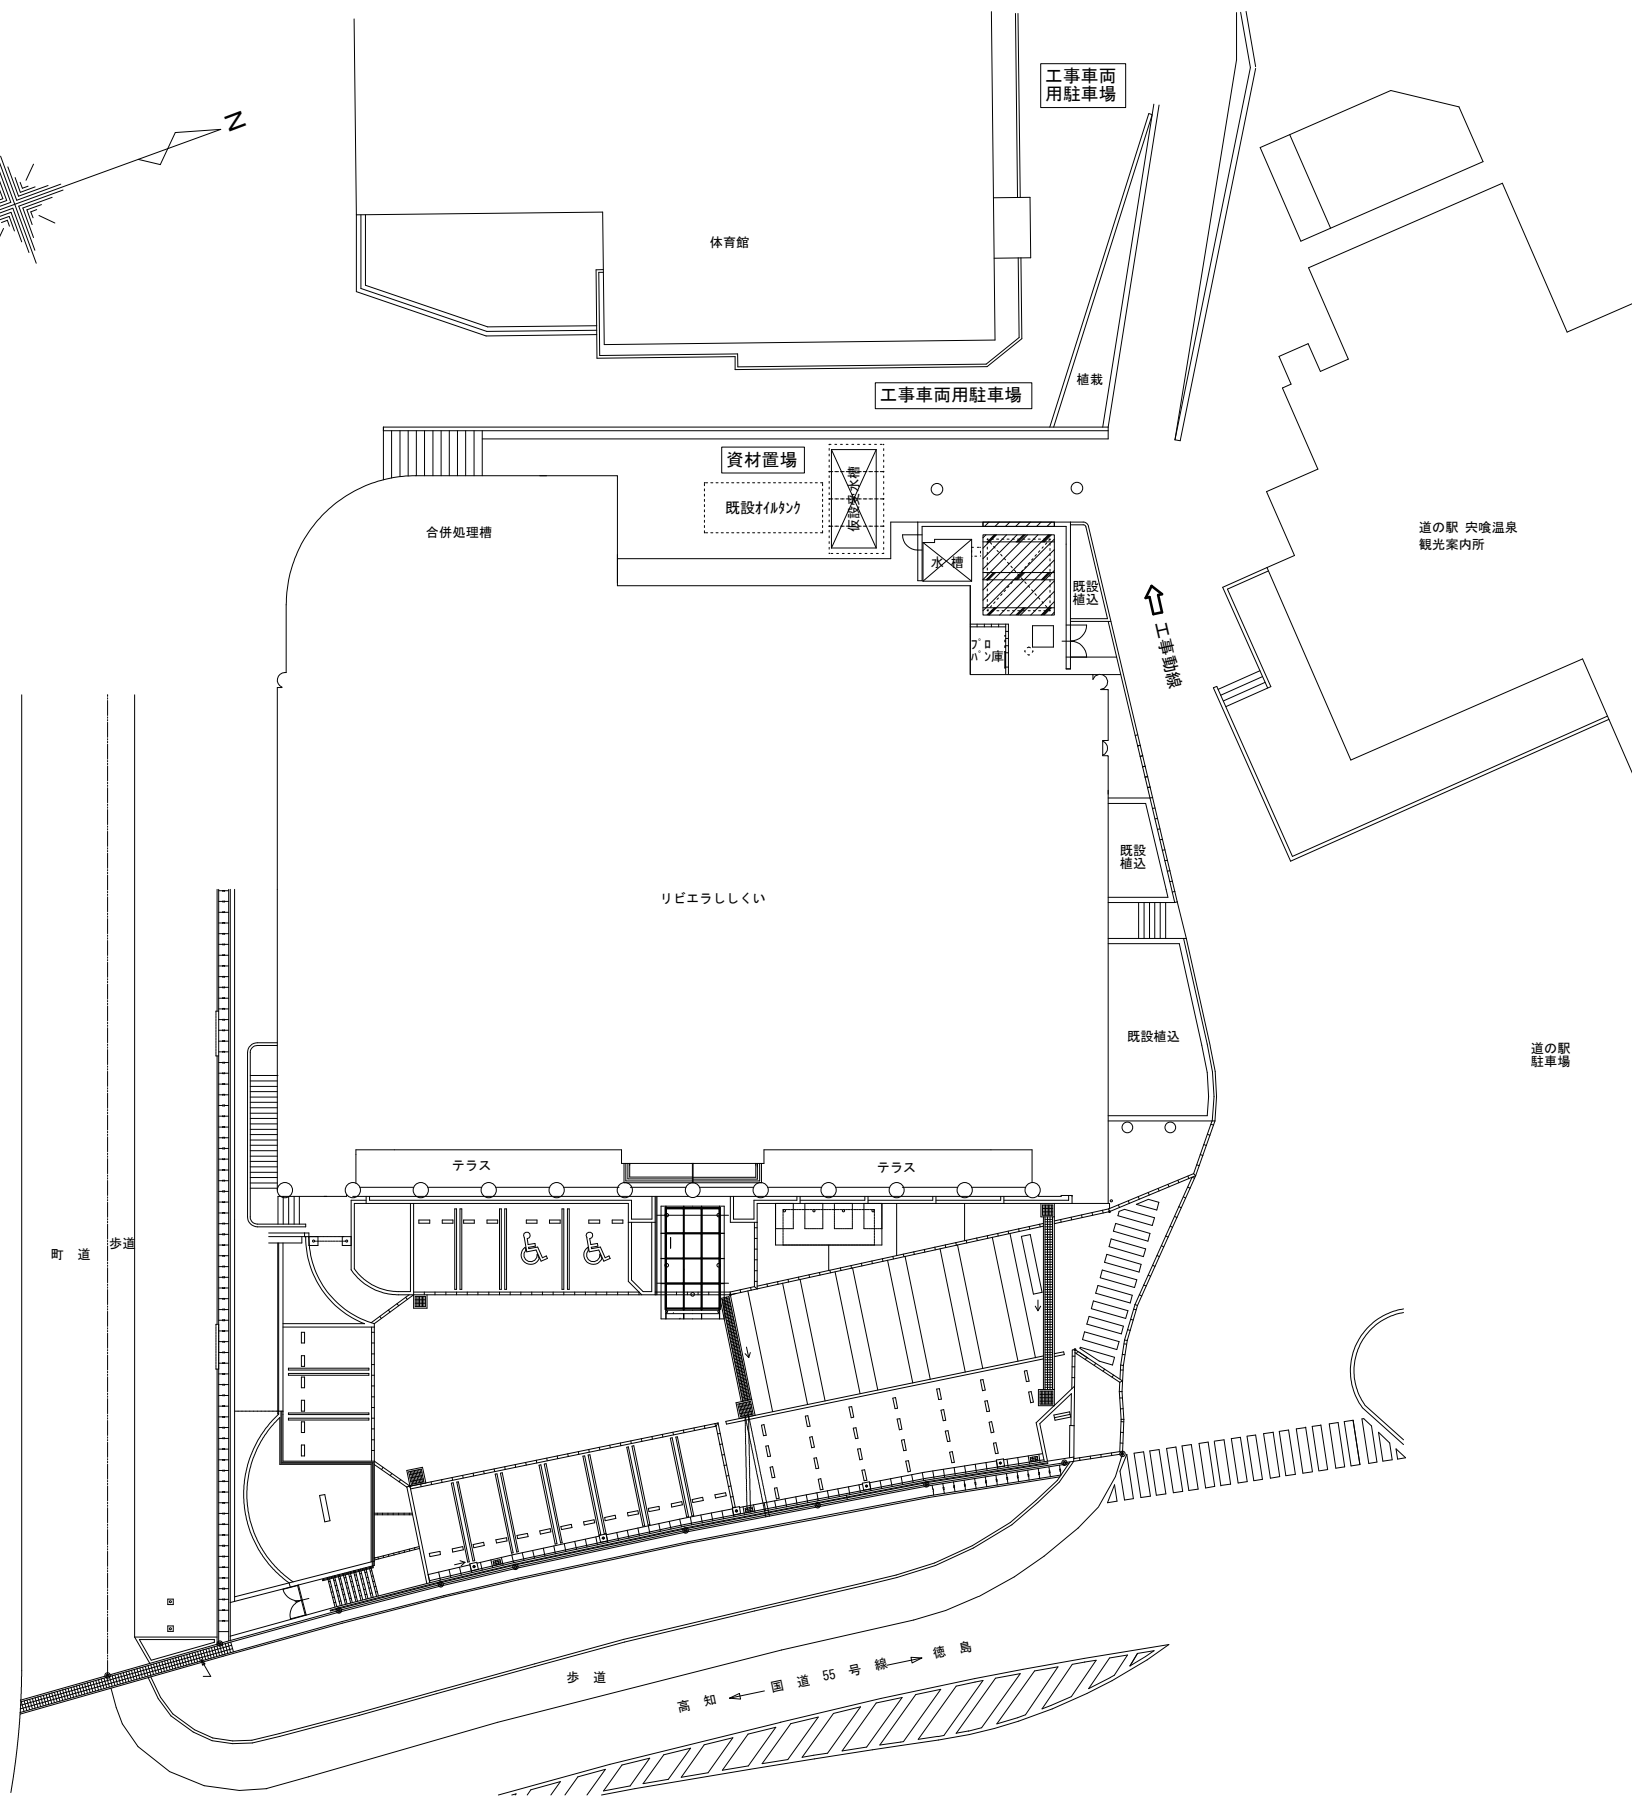 工事車両
用駐車場
N
体育館
植栽
工事車両用駐車場
資材置場
仮設受水槽
既設オイルタンク
合併処理槽
道の駅 宍喰温泉
観光案内所
水 槽
既設
植込
工事動線
プロ
パン庫
既設
植込
リビエラししくい
既設植込
道の駅
駐車場
テラス
テラス
町 道
歩道
歩 道
高 知
国 道 55 号 線
徳 島